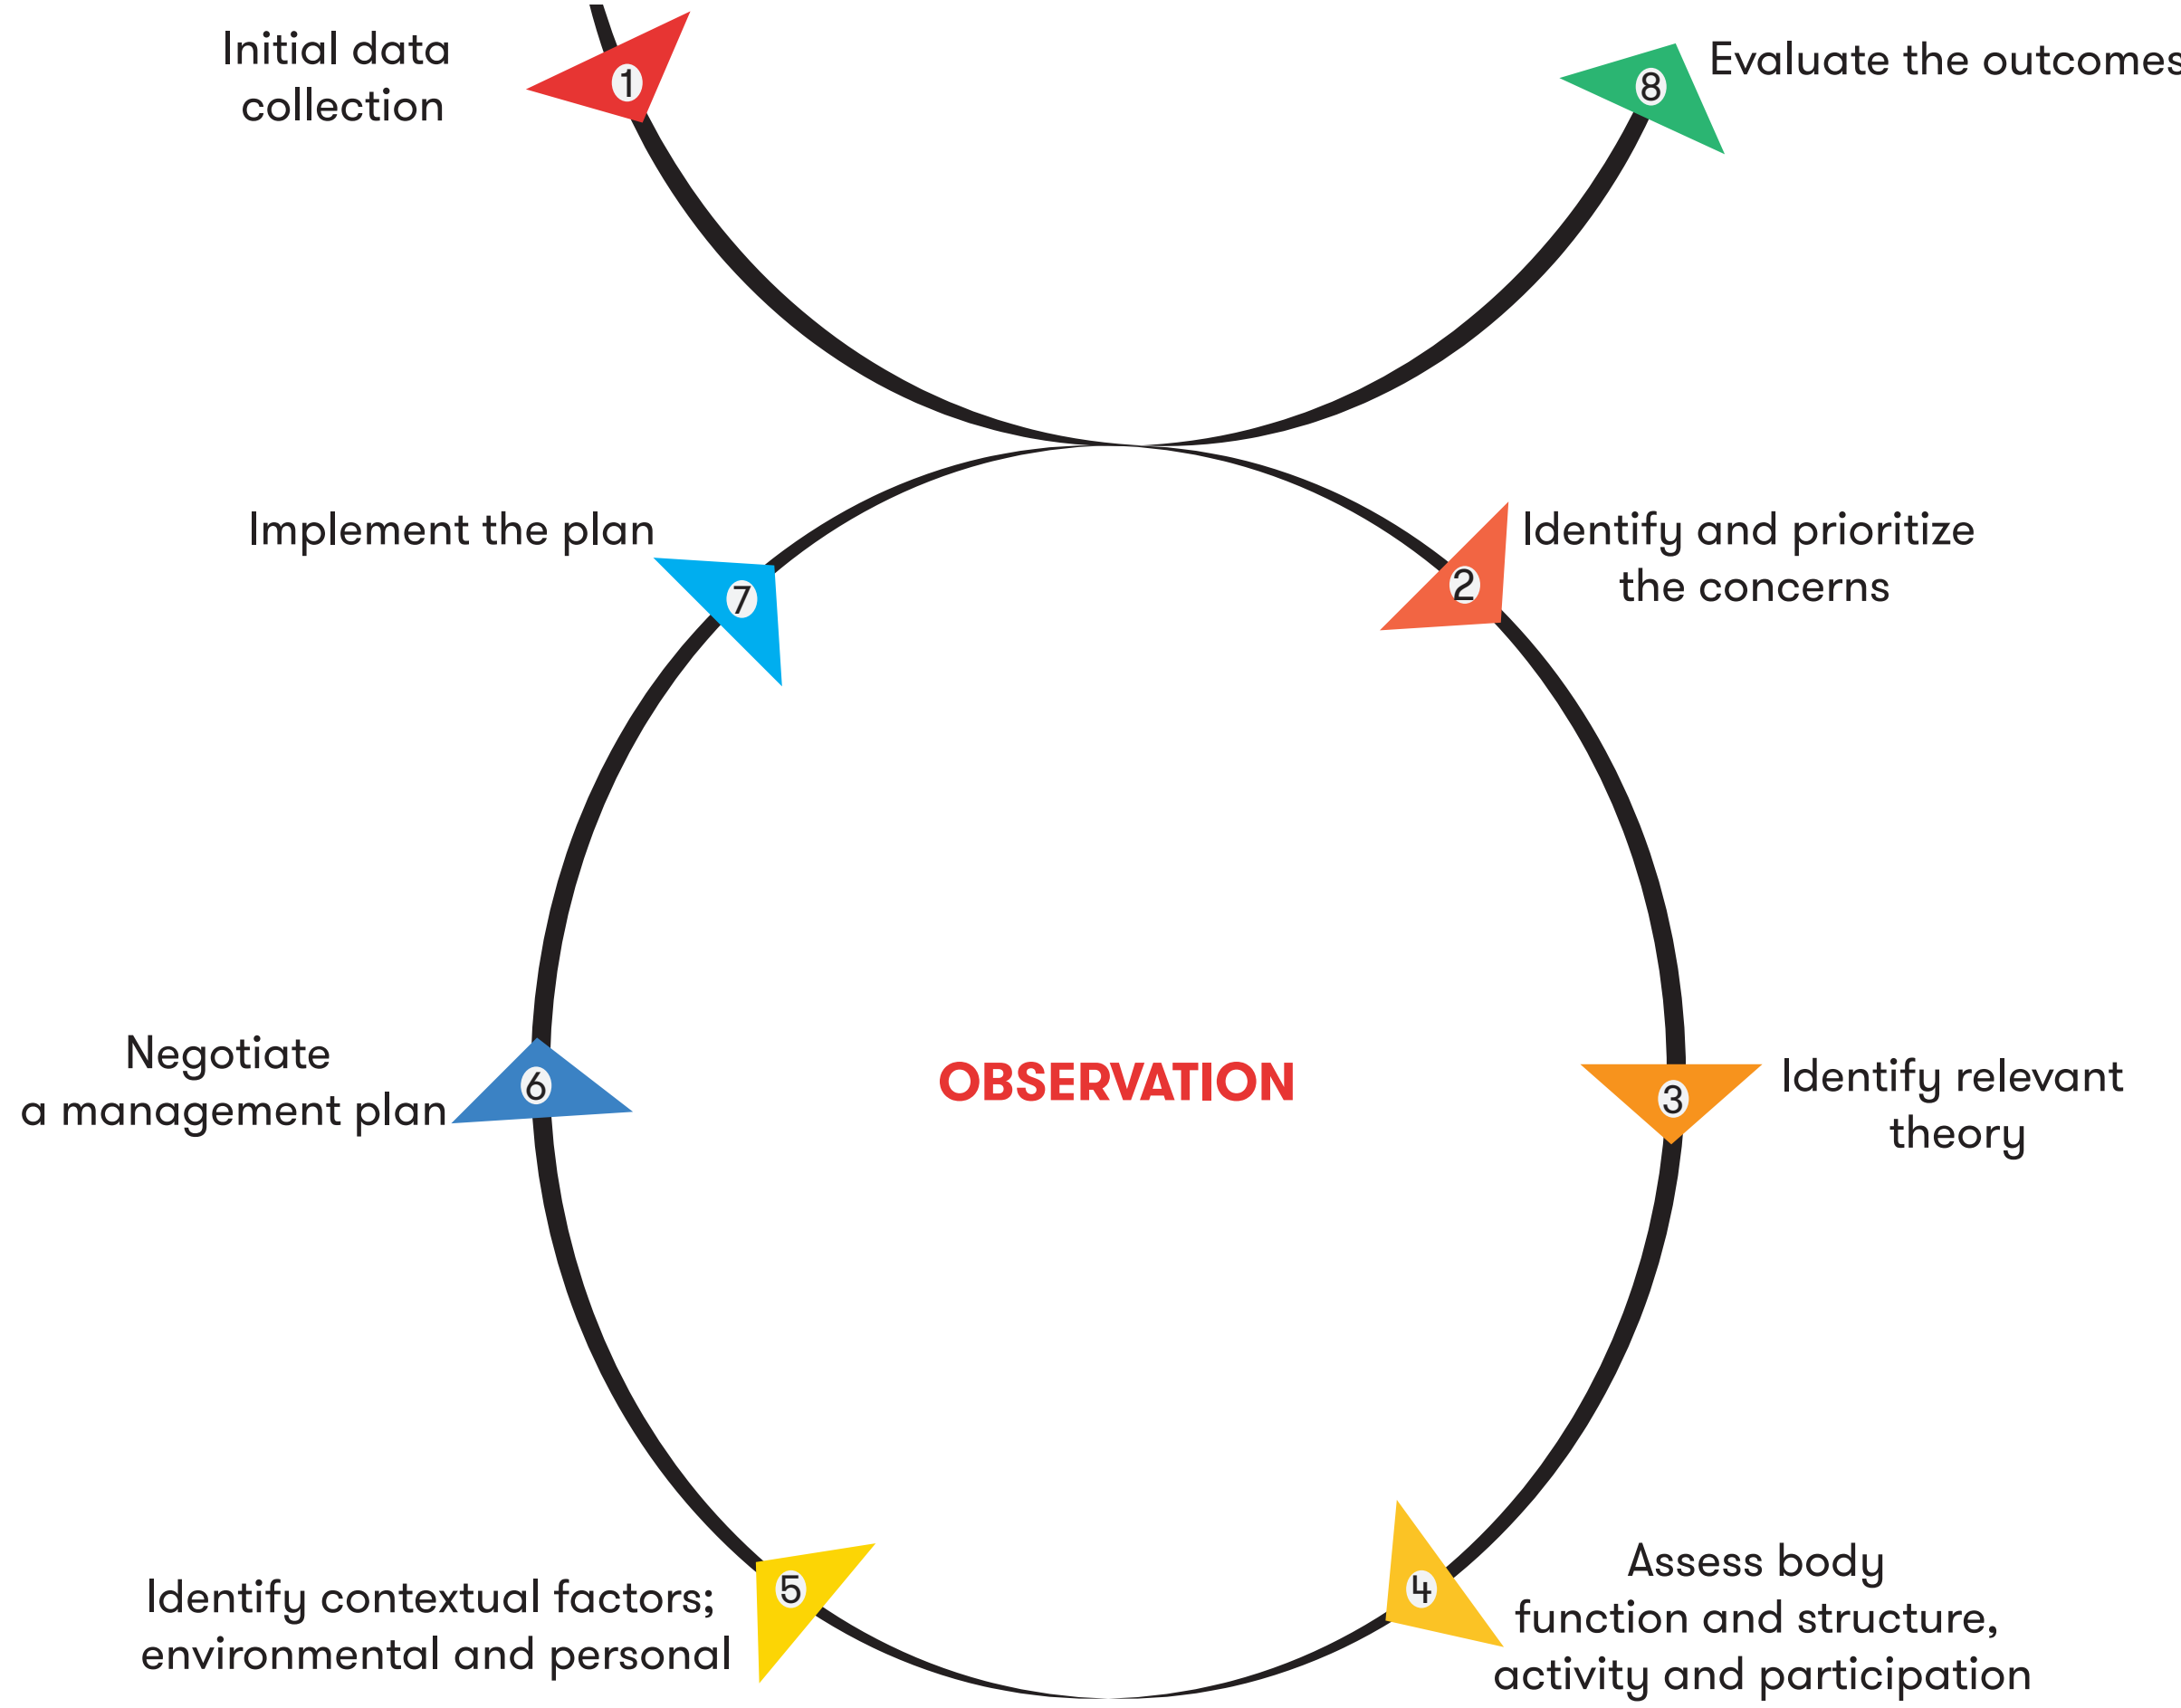 Initial data
collection
1
8
Evaluate the outcomes
Implement the plan
7
2
Identify and prioritize
the concerns
Negotiate
a management plan
6
OBSERVATION
3
Identify relevant
theory
Identify contextual factors;
environmental and personal
5
4
Assess body
function and structure,
activity and participation